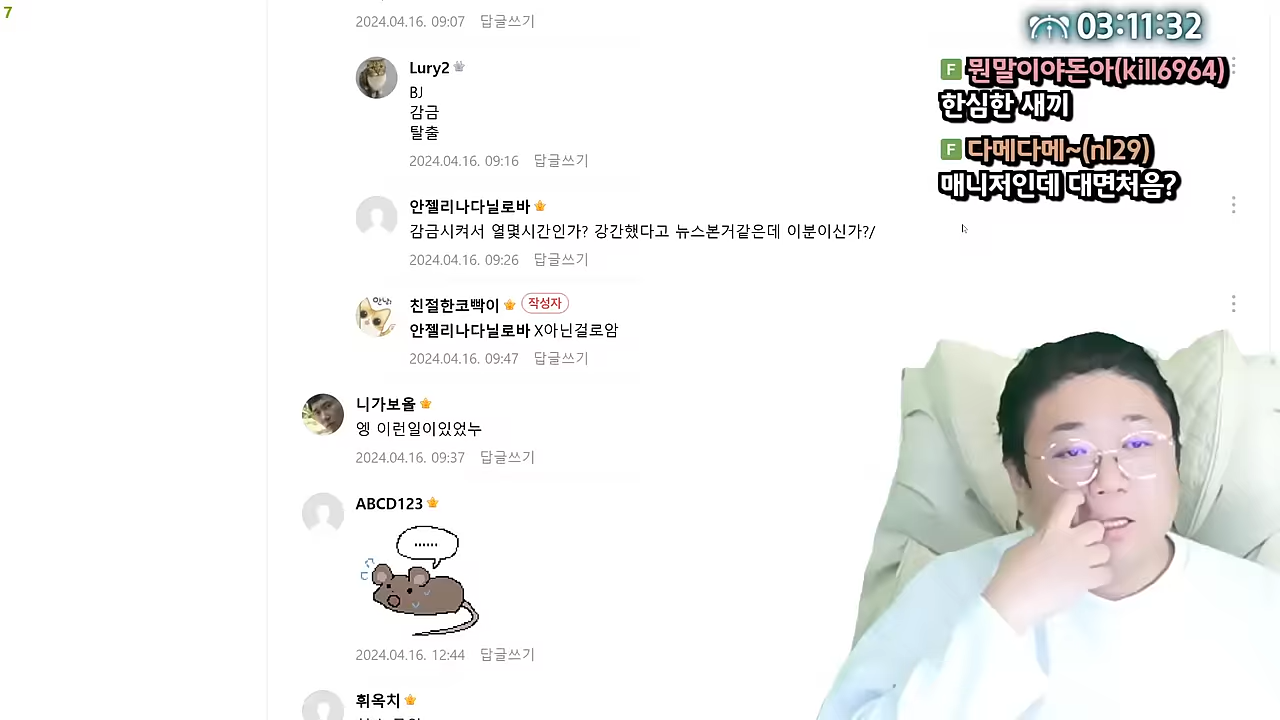 7
2024.04.16. 09:07 답글쓰기
Lury2
BJ
감금
탈출
2024.04.16. 09:16 답글쓰기
안젤리나다닐로바
감금시켜서 열몇시간인가? 강간했다고 뉴스본거같은데 이분이신가?/
2024.04.16. 09:26 답글쓰기
안녕!
친절한코빡이 작성자
안젤리나다닐로바 X아닌걸로암
2024.04.16. 09:47 답글쓰기
니가보올
엥 이런일이있었누
2024.04.16. 09:37 답글쓰기
ABCD123
......
2024.04.16. 12:44 답글쓰기
휘옥치
03:11:32
F 뭔말이야돈아(kill6964)
한심한 새끼
F 다메다메~(nl29)
매니저인데 대면처음?